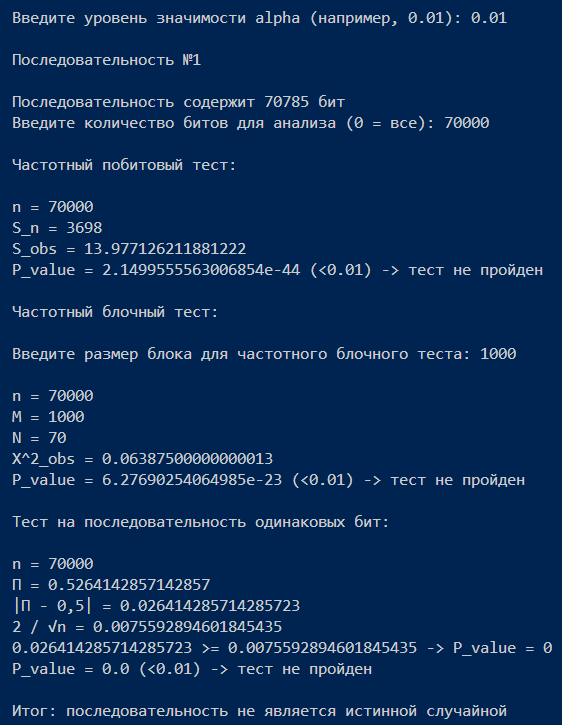 Введите уровень значимости alpha (например, 0.01): 0.01
Последовательность №1
Последовательность содержит 70785 бит
Введите количество битов для анализа (0 = все): 70000
Частотный побитовый тест:
n = 70000
S_n = 3698
S_obs = 13.977126211881222
P_value = 2.1499555563006854e-44 (<0.01) -> тест не пройден
Частотный блочный тест:
Введите размер блока для частотного блочного теста: 1000
n = 70000
M = 1000
N = 70
X^2_obs = 0.06387500000000013
P_value = 6.27690254064985e-23 (<0.01) -> тест не пройден
Тест на последовательность одинаковых бит:
n = 70000
П = 0.5264142857142857
|П - 0,5| = 0.026414285714285723
2 / √n = 0.0075592894601845435
0.026414285714285723 >= 0.0075592894601845435 -> P_value = 0
P_value = 0.0 (<0.01) -> тест не пройден
Итог: последовательность не является истинной случайной